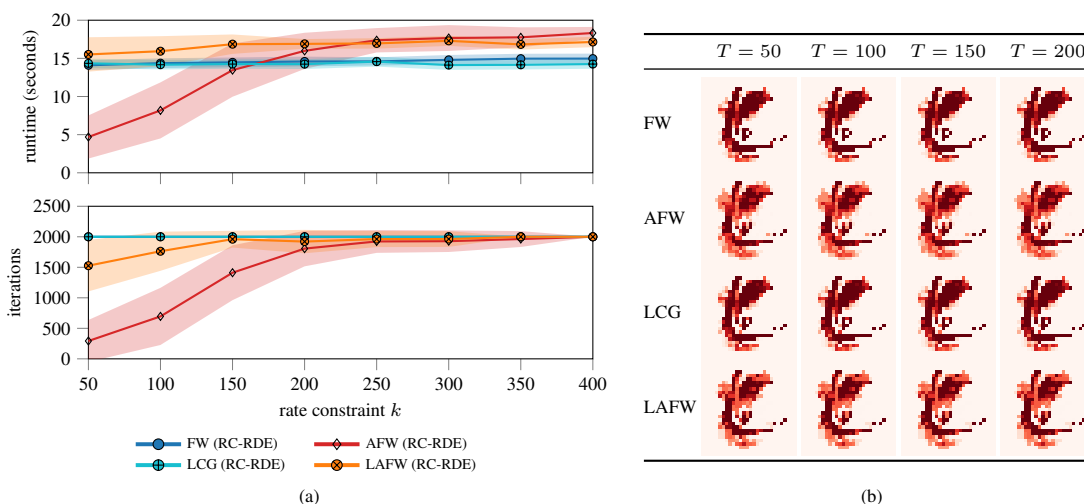 20
15
10
5
0
runtime (seconds)
2500
2000
1500
1000
500
0
iterations
50 100 150 200 250 300 350 400
rate constraint k
FW (RC-RDE) AFW (RC-RDE)
LCG (RC-RDE) LAFW (RC-RDE)
(a)
T = 50 T = 100 T = 150 T = 200
FW
AFW
LCG
LAFW
(b)